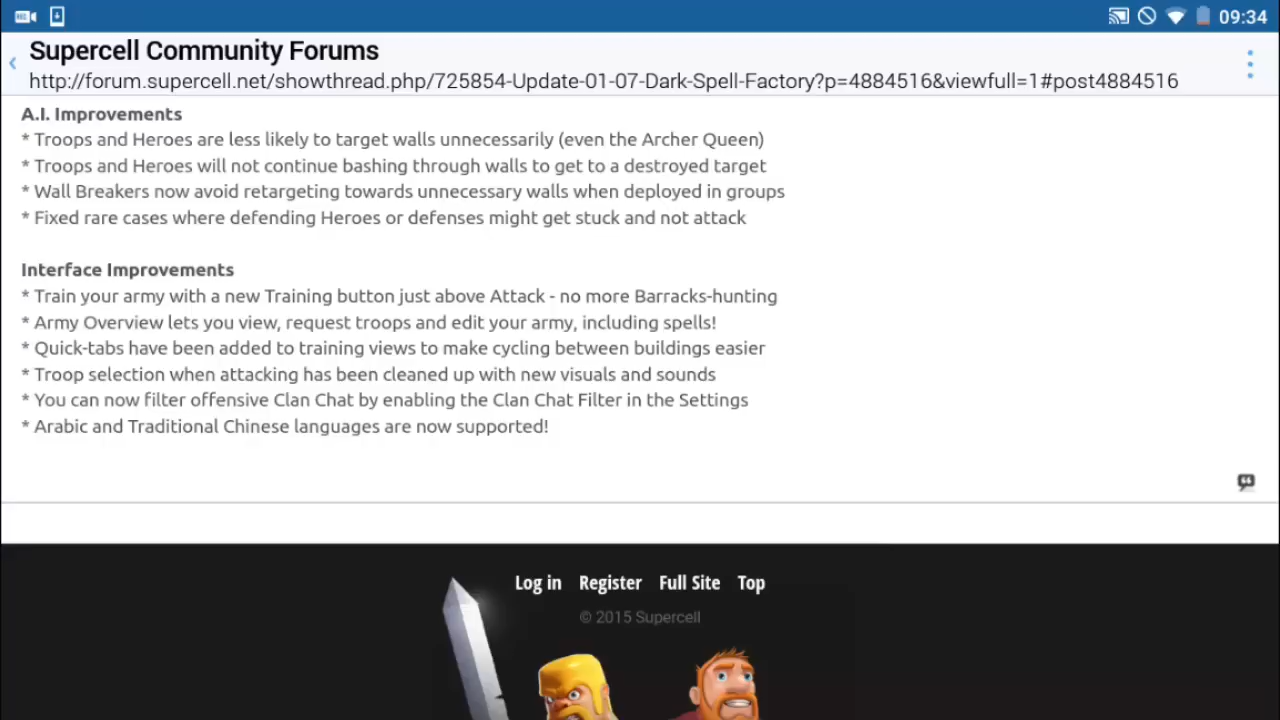 09:34
Supercell Community Forums
http://forum.supercell.net/showthread.php/725854-Update-01-07-Dark-Spell-Factory?p=4884516&viewfull=1#post4884516
A.I. Improvements
* Troops and Heroes are less likely to target walls unnecessarily (even the Archer Queen)
* Troops and Heroes will not continue bashing through walls to get to a destroyed target
* Wall Breakers now avoid retargeting towards unnecessary walls when deployed in groups
* Fixed rare cases where defending Heroes or defenses might get stuck and not attack
Interface Improvements
* Train your army with a new Training button just above Attack - no more Barracks-hunting
* Army Overview lets you view, request troops and edit your army, including spells!
* Quick-tabs have been added to training views to make cycling between buildings easier
* Troop selection when attacking has been cleaned up with new visuals and sounds
* You can now filter offensive Clan Chat by enabling the Clan Chat Filter in the Settings
* Arabic and Traditional Chinese languages are now supported!
Log in Register Full Site Top
© 2015 Supercell